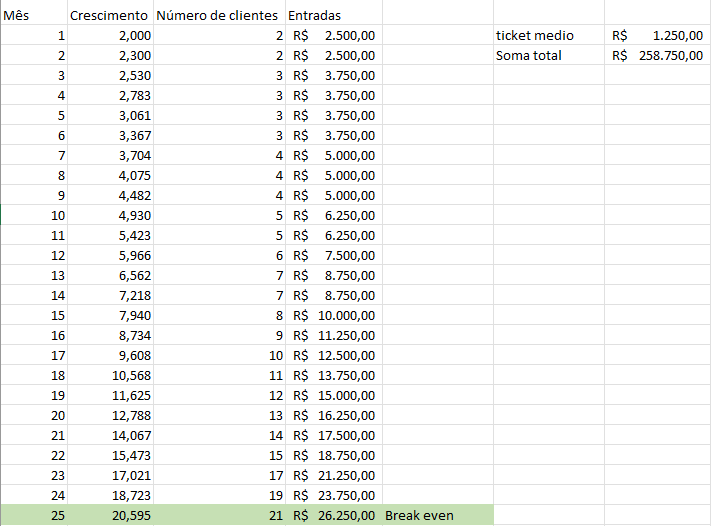 Mês Crescimento Número de clientes Entradas
1 2,000 2 R$ 2.500,00 ticket medio R$ 1.250,00
2 2,300 2 R$ 2.500,00 Soma total R$ 258.750,00
3 2,530 3 R$ 3.750,00
4 2,783 3 R$ 3.750,00
5 3,061 3 R$ 3.750,00
6 3,367 3 R$ 3.750,00
7 3,704 4 R$ 5.000,00
8 4,075 4 R$ 5.000,00
9 4,482 4 R$ 5.000,00
10 4,930 5 R$ 6.250,00
11 5,423 5 R$ 6.250,00
12 5,966 6 R$ 7.500,00
13 6,562 7 R$ 8.750,00
14 7,218 7 R$ 8.750,00
15 7,940 8 R$ 10.000,00
16 8,734 9 R$ 11.250,00
17 9,608 10 R$ 12.500,00
18 10,568 11 R$ 13.750,00
19 11,625 12 R$ 15.000,00
20 12,788 13 R$ 16.250,00
21 14,067 14 R$ 17.500,00
22 15,473 15 R$ 18.750,00
23 17,021 17 R$ 21.250,00
24 18,723 19 R$ 23.750,00
25 20,595 21 R$ 26.250,00 Break even